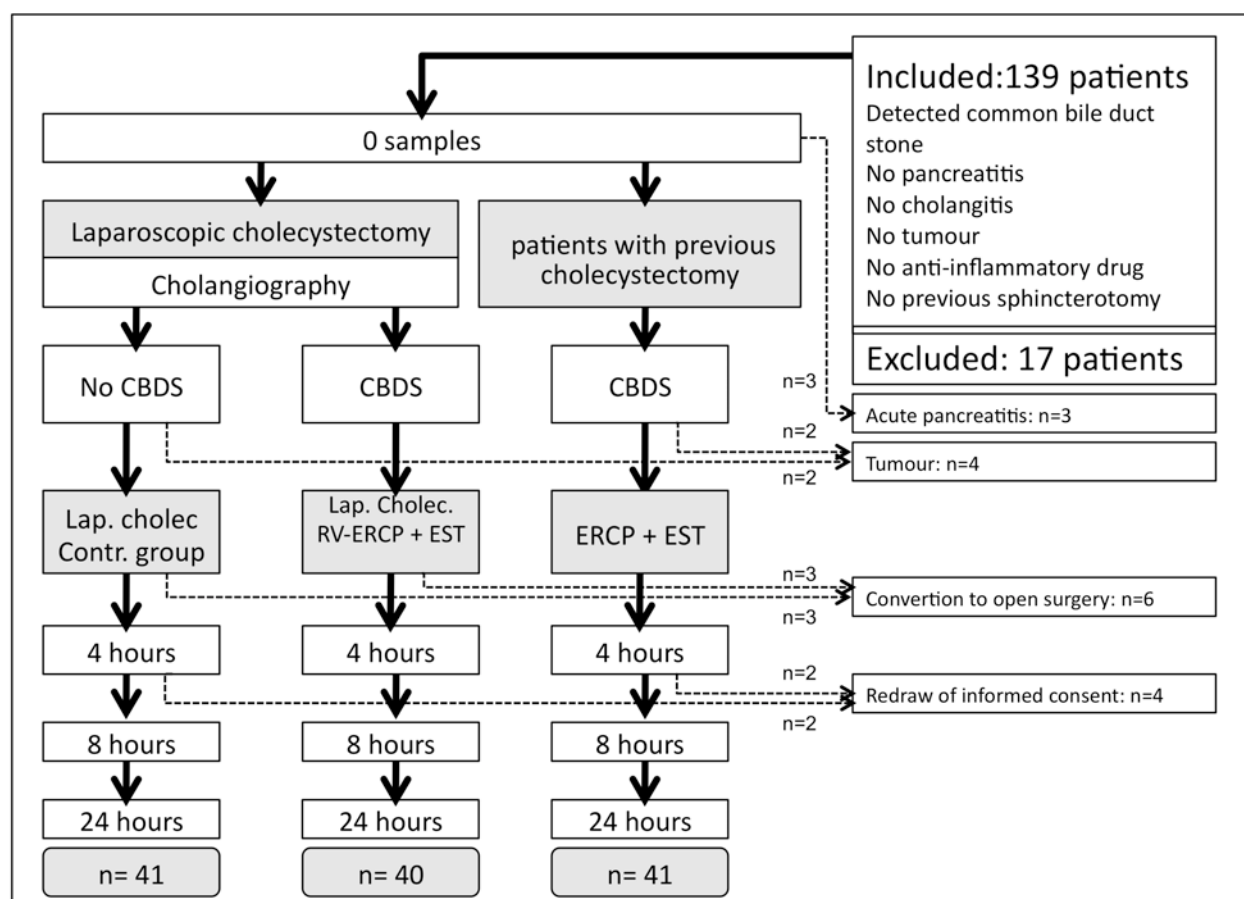 Included:139 patients
Detected common bile duct
stone
No pancreatitis
No cholangitis
No tumour
No anti-inflammatory drug
No previous sphincterotomy
Excluded: 17 patients
0 samples
Laparoscopic cholecystectomy
Cholangiography
patients with previous
cholecystectomy
No CBDS
CBDS
CBDS
n=3
Acute pancreatitis: n=3
n=2
Tumour: n=4
n=2
Lap. cholec
Contr. group
Lap. Cholec.
RV-ERCP + EST
ERCP + EST
n=3
Convertion to open surgery: n=6
n=3
4 hours
4 hours
4 hours
n=2
Redraw of informed consent: n=4
n=2
8 hours
8 hours
8 hours
24 hours
24 hours
24 hours
n= 41
n= 40
n= 41